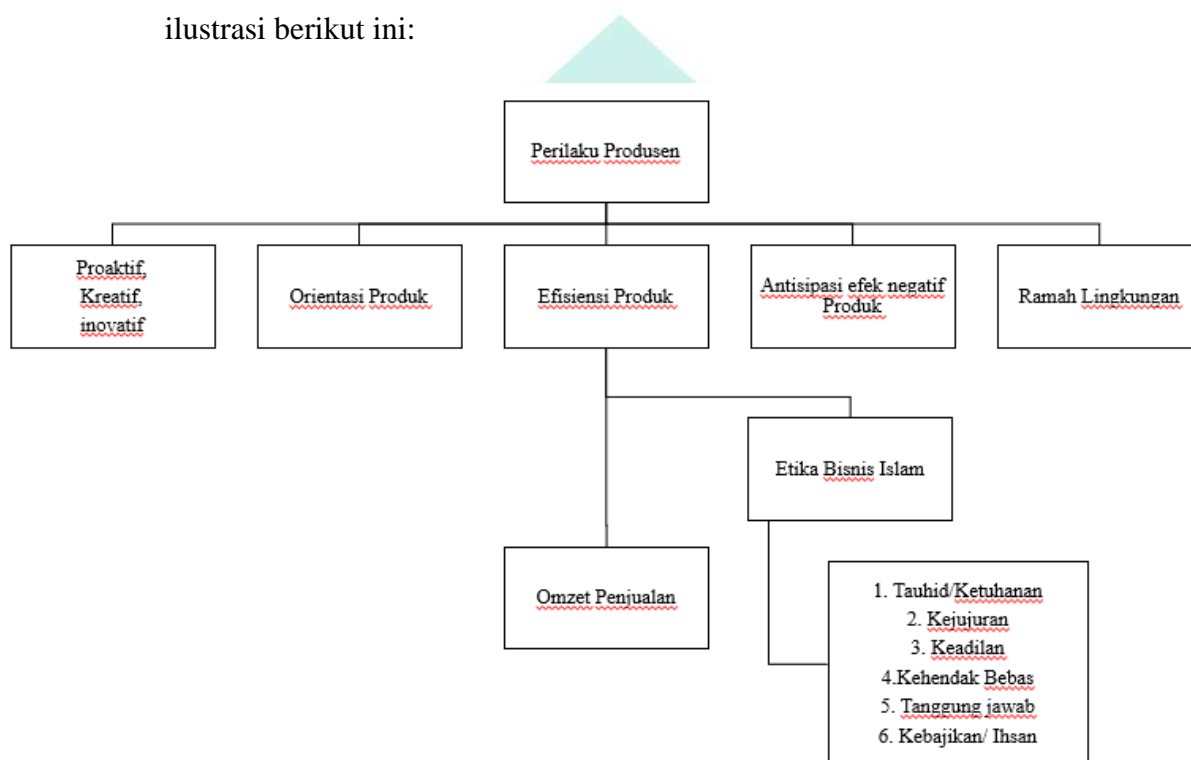 ilustrasi berikut ini:
Perilaku Produsen
Proaktif,
Kreatif,
inovatif
Orientasi Produk
Efisiensi Produk
Antisipasi efek negatif
Produk
Ramah Lingkungan
Etika Bisnis Islam
Omzet Penjualan
1. Tauhid/Ketuhanan
2. Kejujuran
3. Keadilan
4.Kehendak Bebas
5. Tanggung jawab
6. Kebajikan/ Ihsan